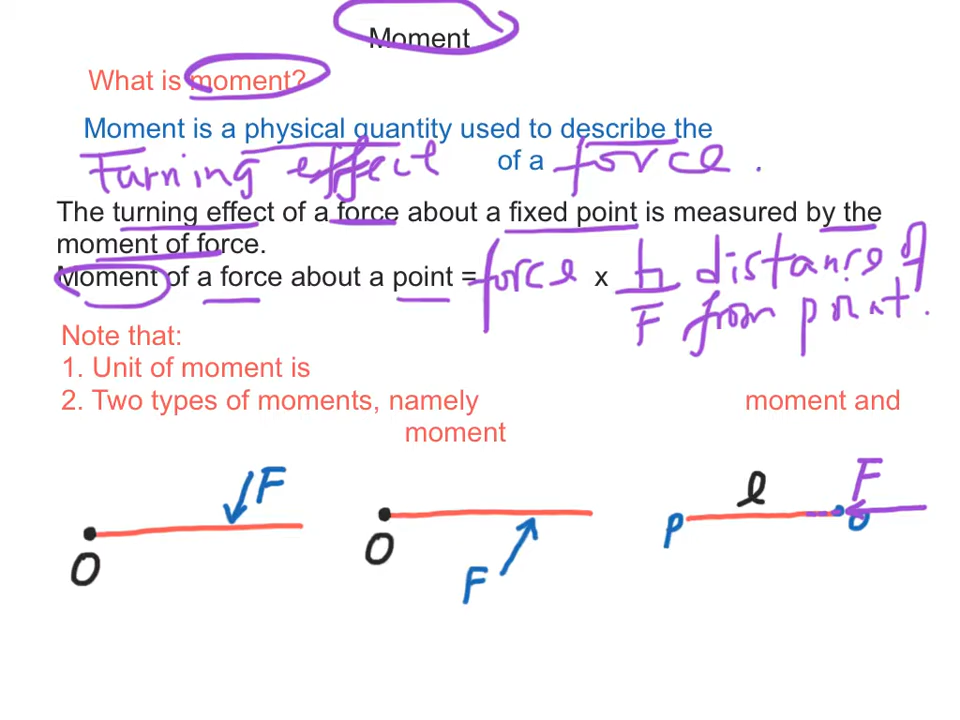 Moment
What is moment?
Moment is a physical quantity used to describe the
Turning effect of a force.
The turning effect of a force about a fixed point is measured by the
moment of force.
Moment of a force about a point = force x distance of
F from point.
Note that:
1. Unit of moment is
2. Two types of moments, namely moment and
moment
F
O
O
F
l
F
P
O